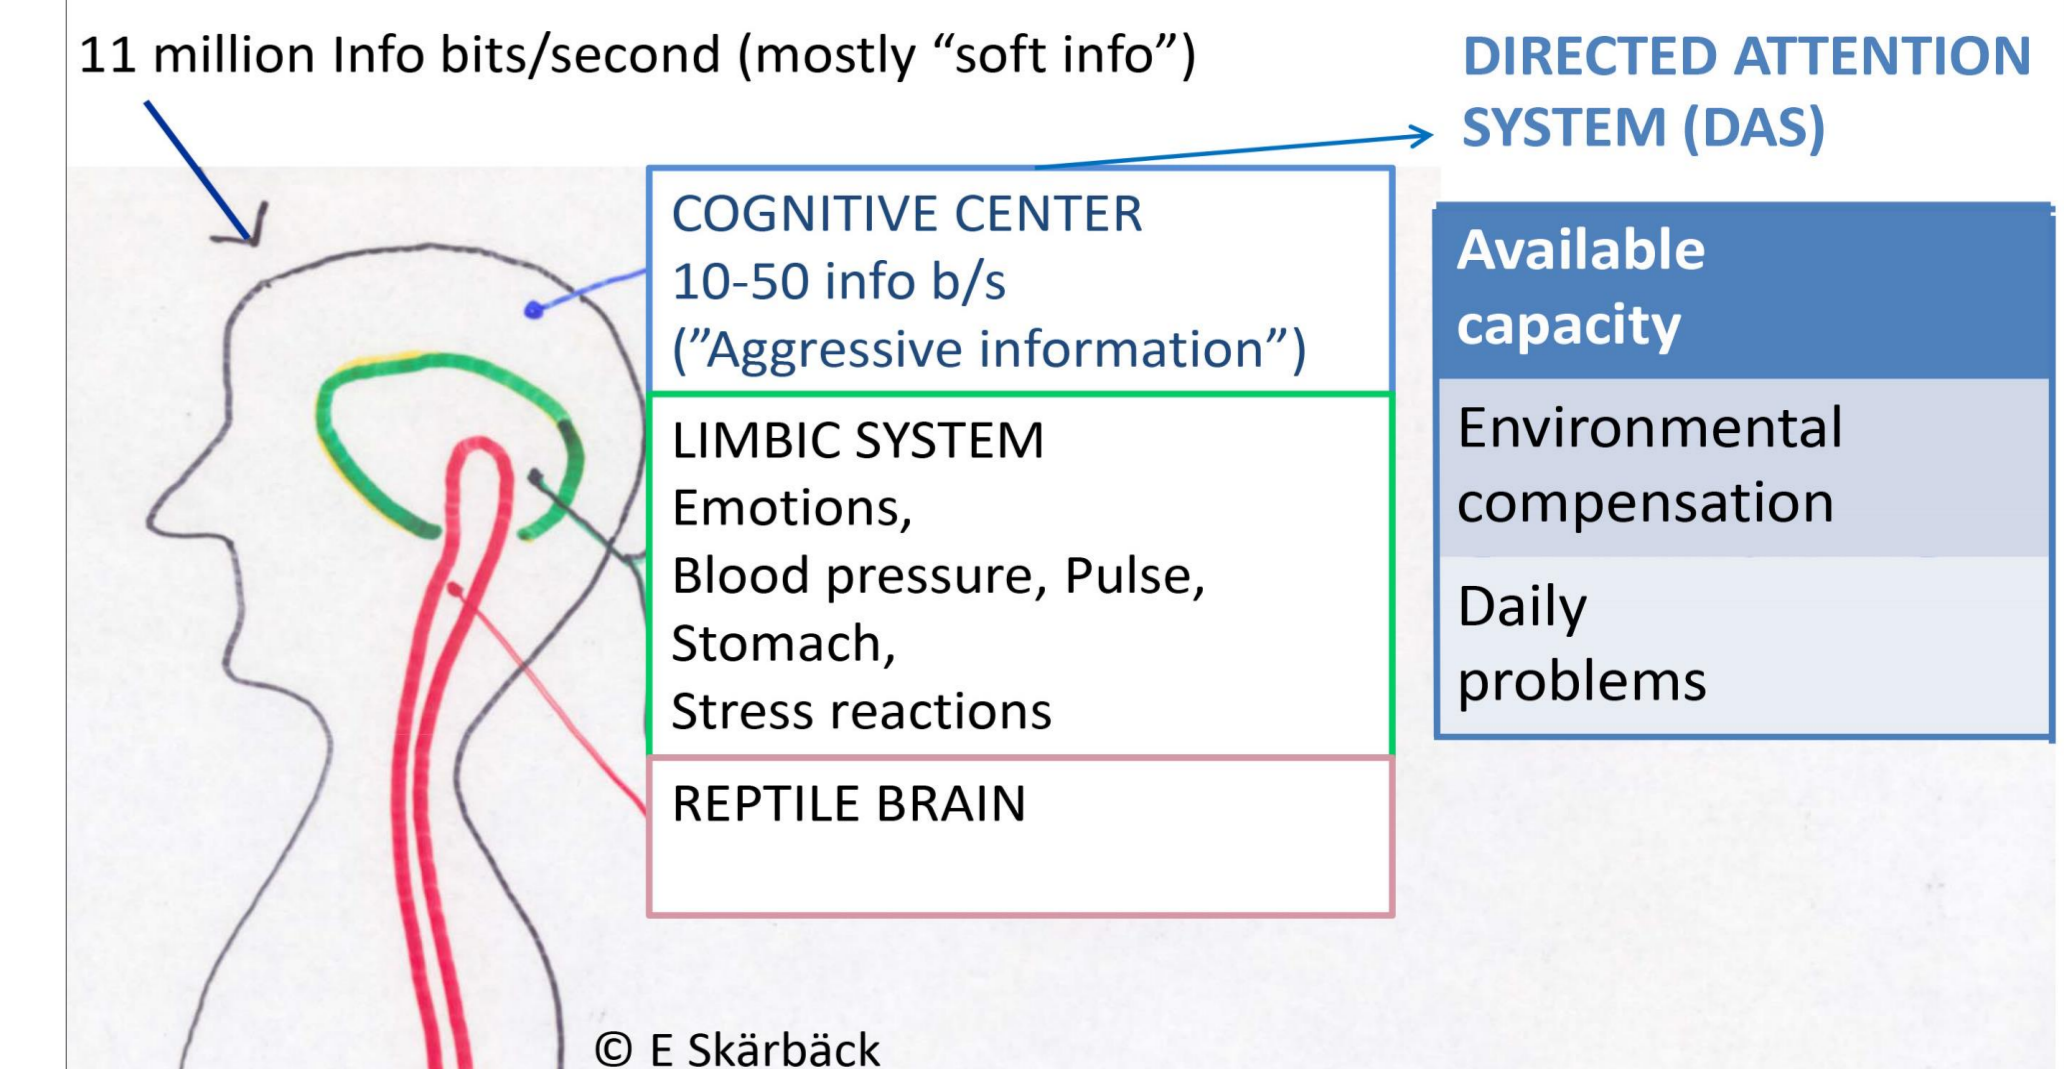 11 million Info bits/second (mostly “soft info”)
DIRECTED ATTENTION
SYSTEM (DAS)
COGNITIVE CENTER
10-50 info b/s
(”Aggressive information”)
LIMBIC SYSTEM
Emotions,
Blood pressure, Pulse,
Stomach,
Stress reactions
REPTILE BRAIN
Available
capacity
Environmental
compensation
Daily
problems
© E Skärbäck